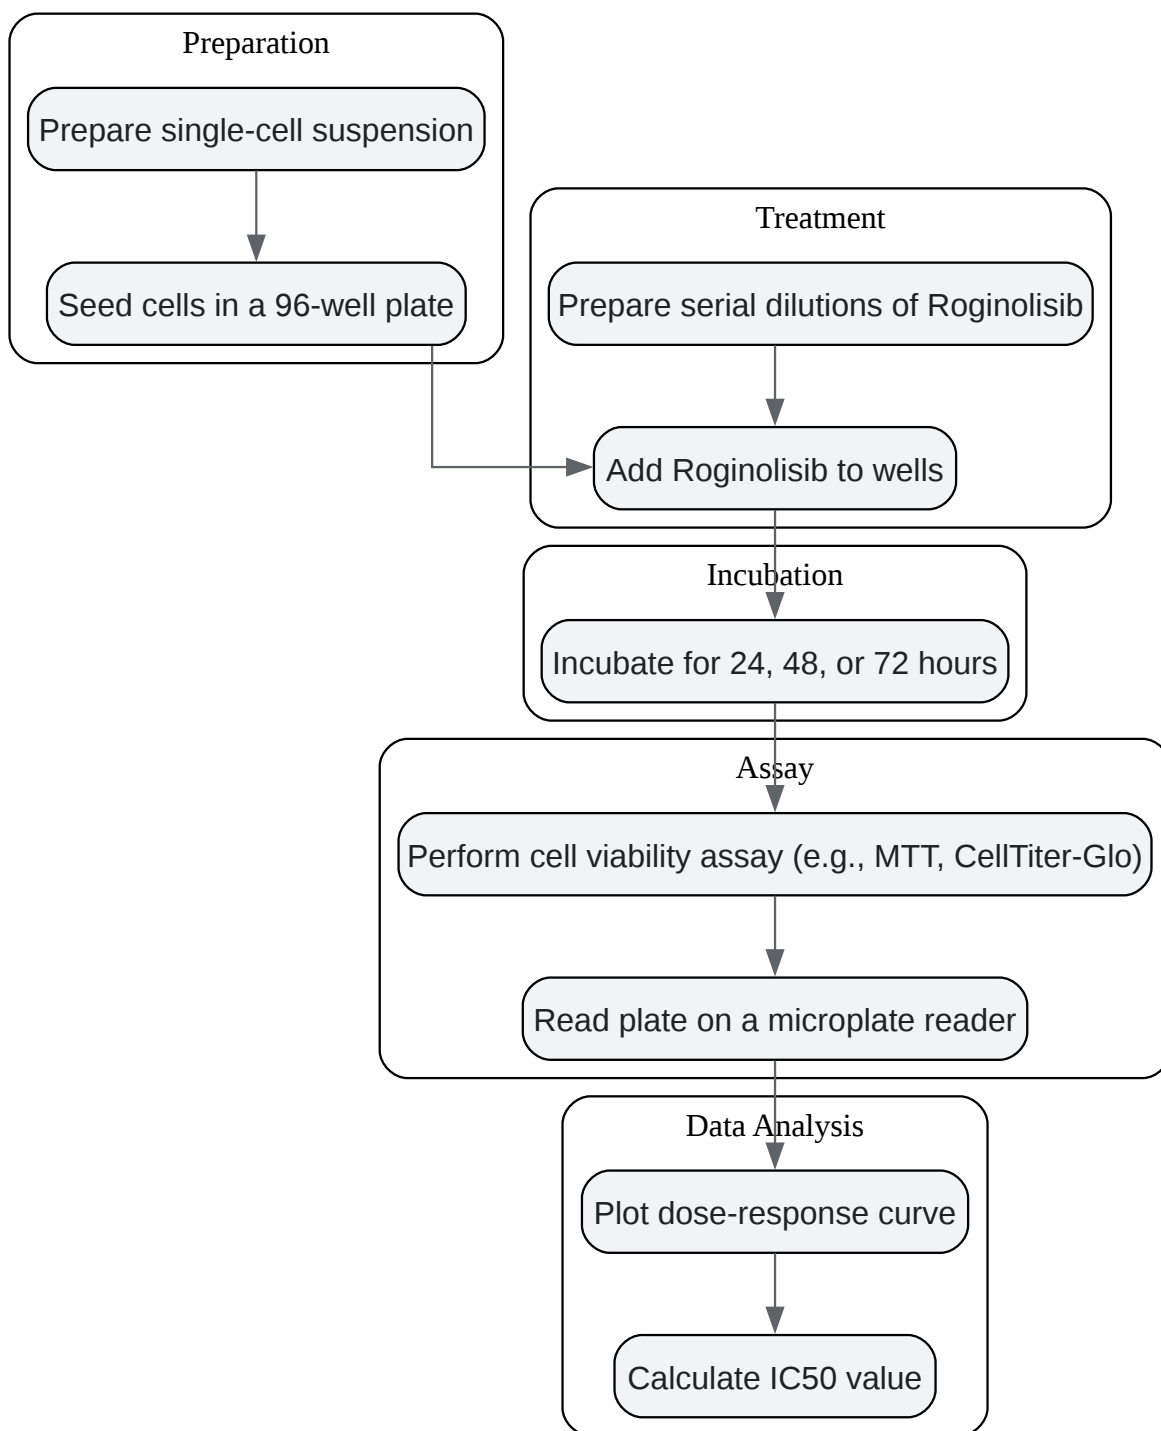 Preparation
Prepare single-cell suspension
Seed cells in a 96-well plate
Treatment
Prepare serial dilutions of Roginolisib
Add Roginolisib to wells
Incubation
Incubate for 24, 48, or 72 hours
Assay
Perform cell viability assay (e.g., MTT, CellTiter-Glo)
Read plate on a microplate reader
Data Analysis
Plot dose-response curve
Calculate IC50 value